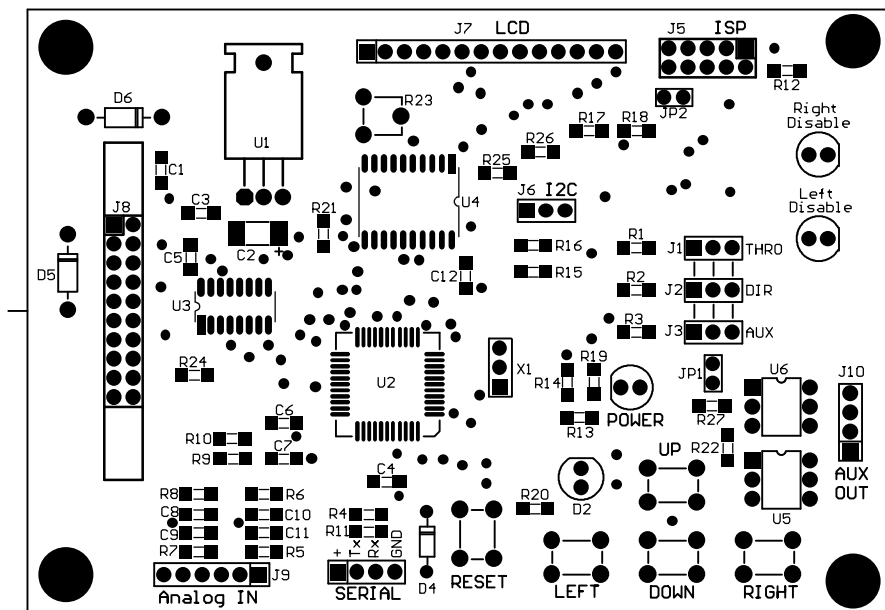 J7 LCD
J5 ISP
D6
R12
R23
JP2
Right
Disable
U1
R17 R18
R26
C1
R25
J6 I2C
Left
Disable
J8
C3
R21
U4
C2
+
R16
R1
J1 THRO
C5
D5
C12
R15
R2
J2 DIR
U3
R3
J3 AUX
R24
U2
X1
R14
R19
JP1
U6
J10
POWER
R27
C6
R13
R10
R9
C7
R22
UP
C4
AUX
OUT
R8
R6
C8
C10
R4
R20
D2
U5
C9
C11
R11
R7
R5
+ Tx Rx GND
J9
Analog IN
SERIAL
D4
RESET
LEFT
DOWN
RIGHT